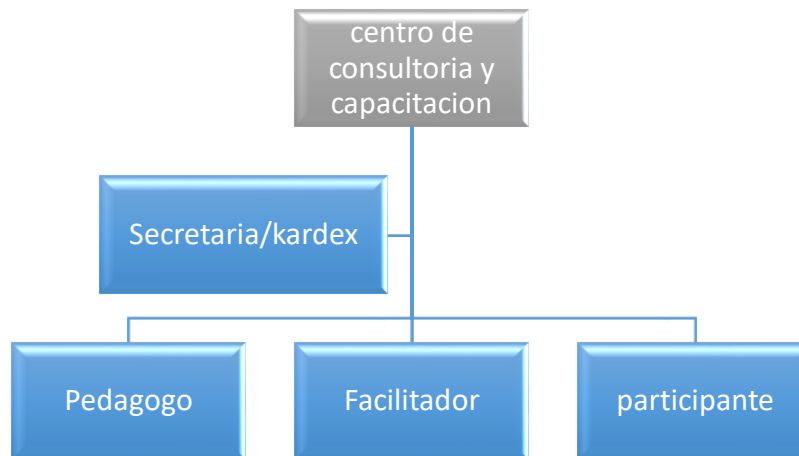 centro de
consultoria y
capacitacion
Secretaria/kardex
Pedagogo
Facilitador
participante